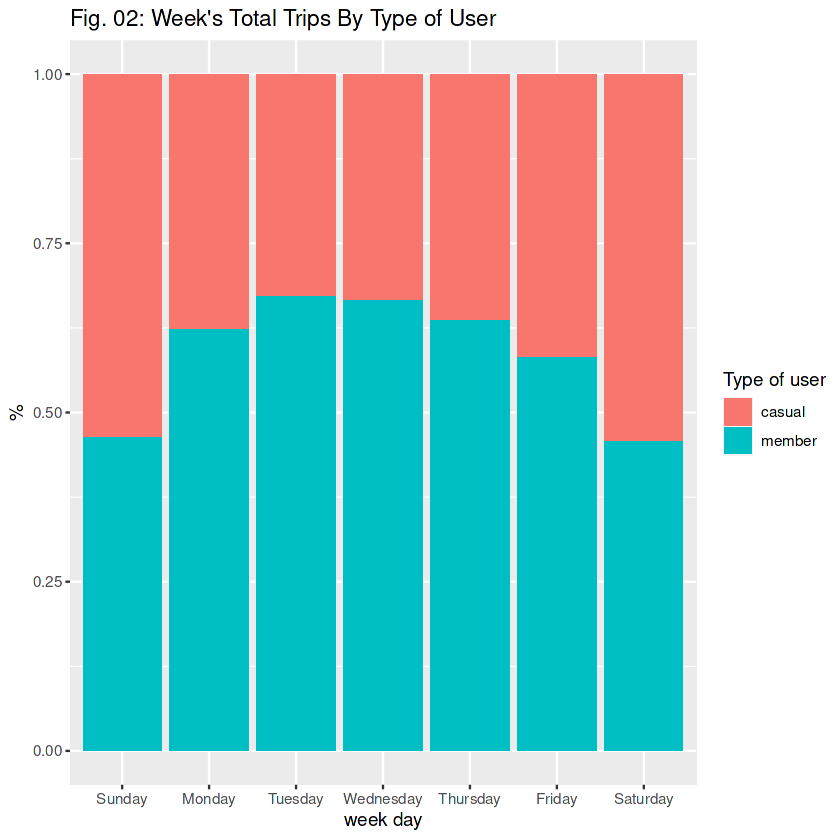 Fig. 02: Week's Total Trips By Type of User
1.00
0.75
0.50
0.25
0.00
%
Sunday Monday Tuesday Wednesday Thursday Friday Saturday
week day
Type of user
casual
member